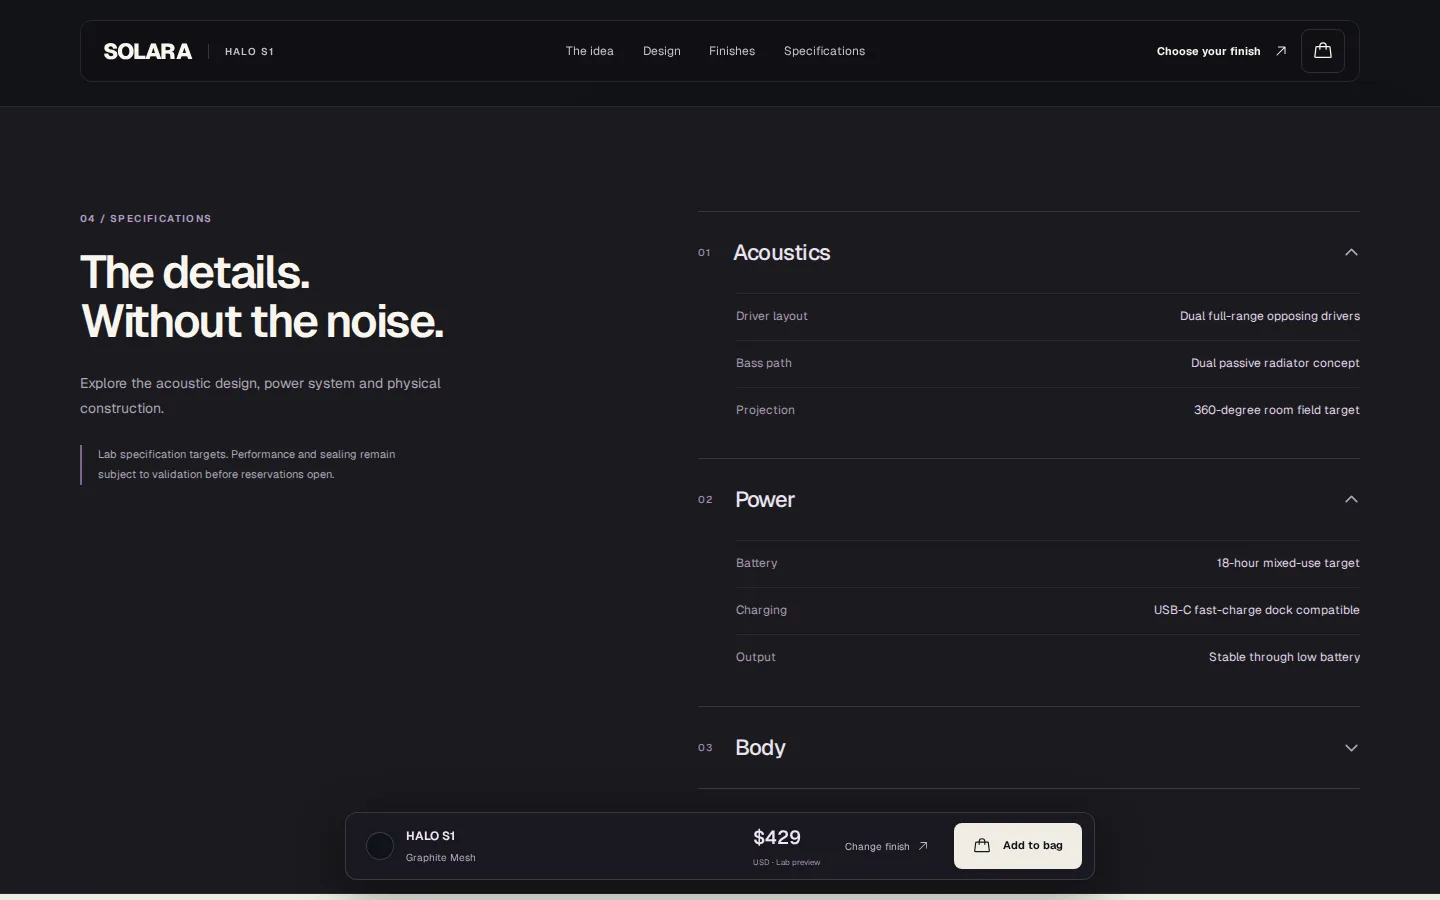 SOLARA
HALO S1
The idea
Design
Finishes
Specifications
Choose your finish
04 / SPECIFICATIONS
The details.
Without the noise.
Explore the acoustic design, power system and physical
construction.
Lab specification targets. Performance and sealing remain
subject to validation before reservations open.
01 Acoustics
Driver layout Dual full-range opposing drivers
Bass path Dual passive radiator concept
Projection 360-degree room field target
02 Power
Battery 18-hour mixed-use target
Charging USB-C fast-charge dock compatible
Output Stable through low battery
03 Body
HALO S1
Graphite Mesh
$429
USD · Lab preview
Change finish
Add to bag